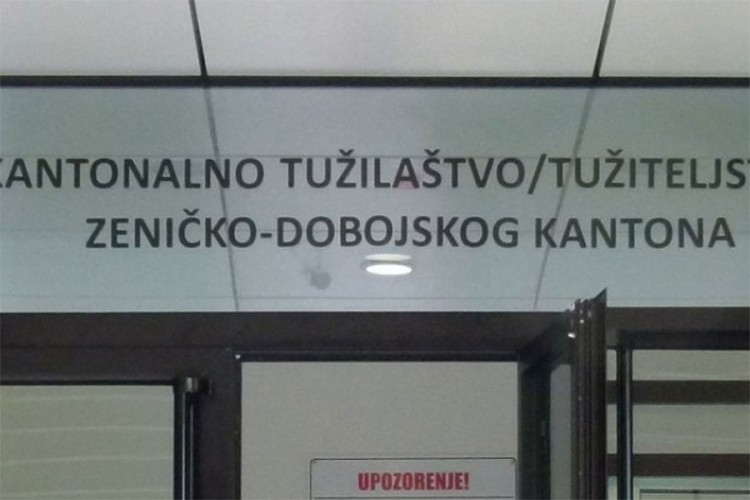 KANTONALNO TUŽILAŠTVO/TUŽITELJST
ZENIČKO-DOBOJSKOG KANTONA
UPOZORENJE!